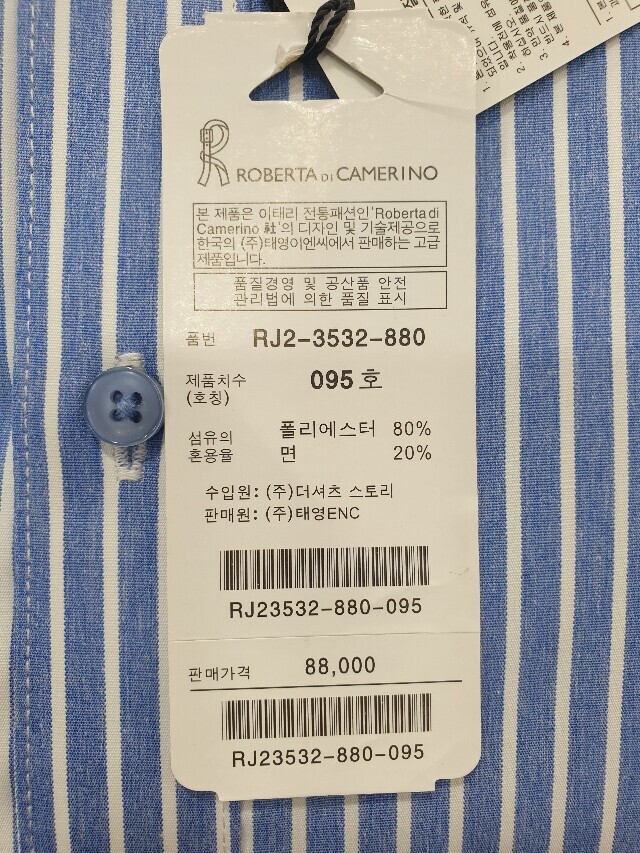 ROBERTA DI CAMERINO
본 제품은 이태리 전통패션인 'Roberta di
Camerino 社'의 디자인 및 기술제공으로
한국의 (주)태영이엔씨에서 판매하는 고급
제품입니다.
품질경영 및 공산품 안전
관리법에 의한 품질 표시
품번 RJ2-3532-880
제품치수 095 호
(호칭)
섬유의 폴리에스터 80%
혼용율 면 20%
수입원: (주)더셔츠 스토리
판매원: (주)태영ENC
RJ23532-880-095
판매가격 88,000
RJ23532-880-095